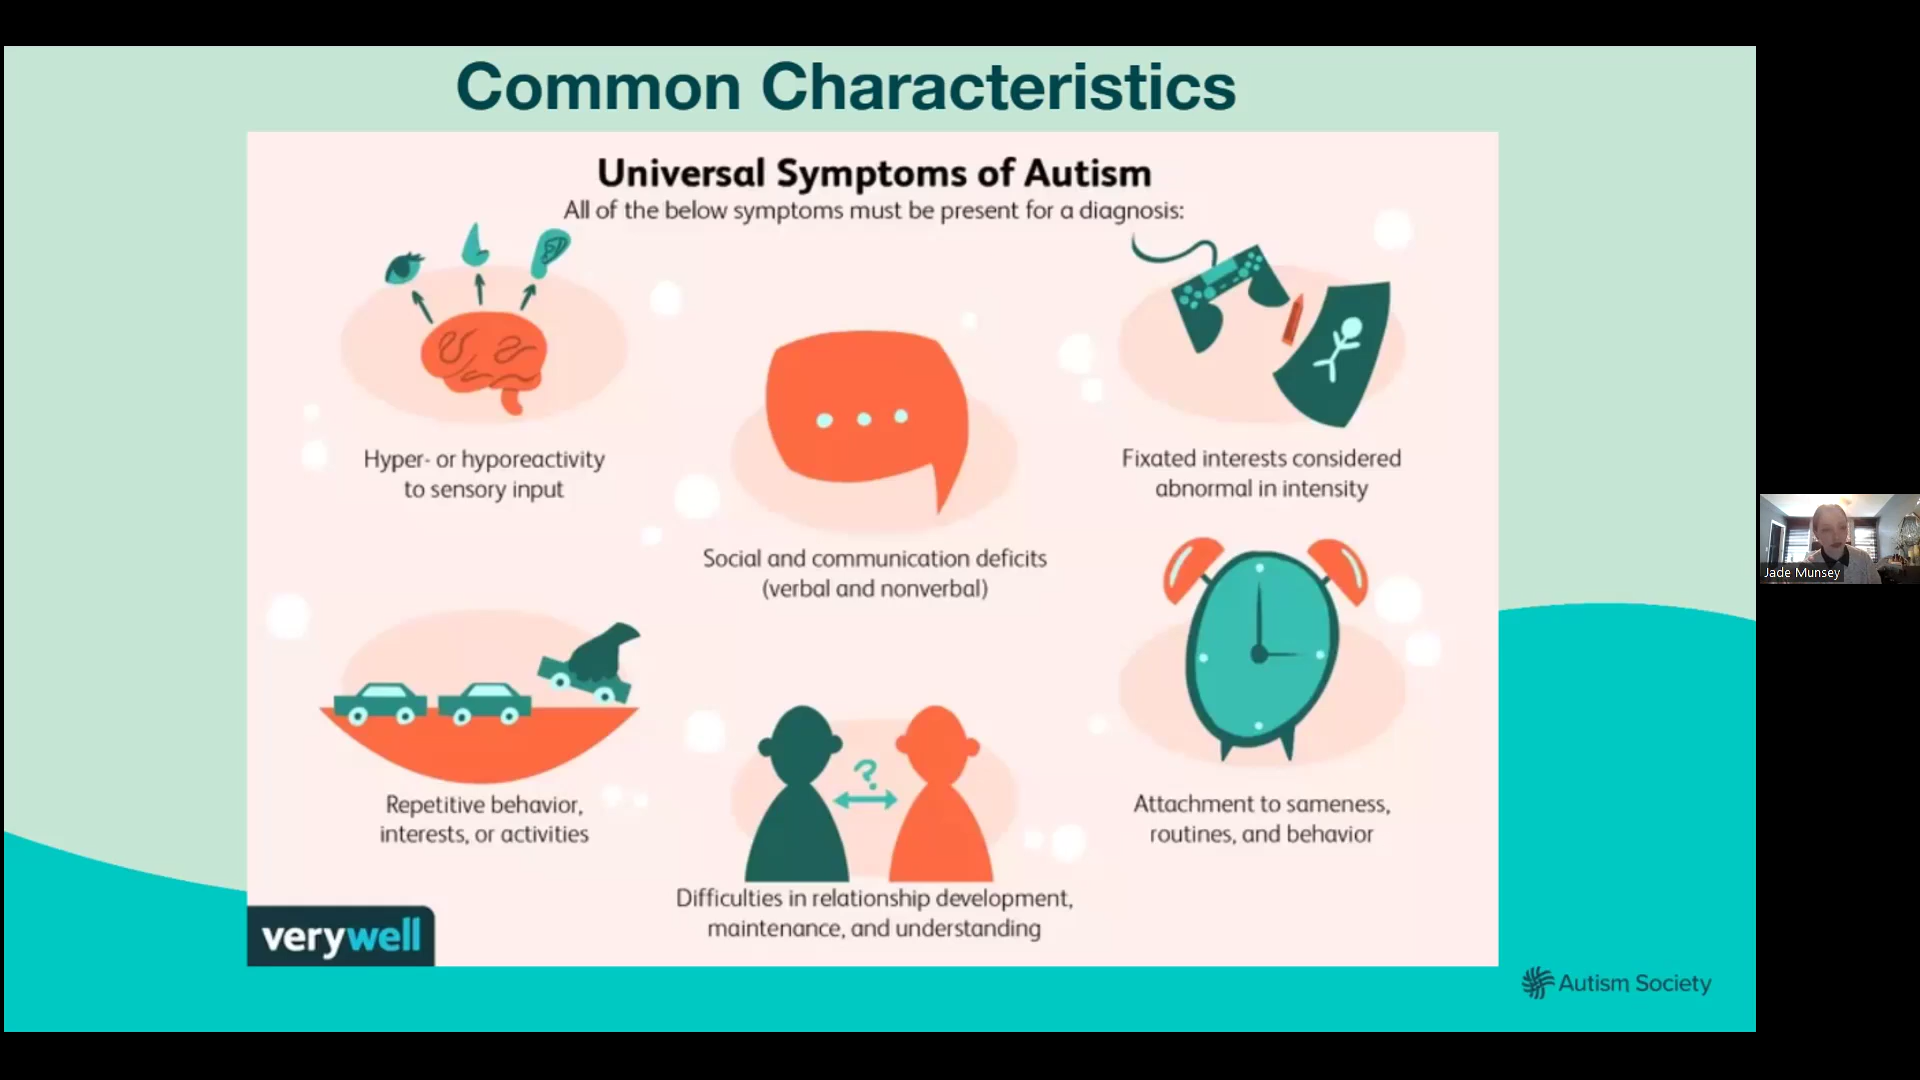 Common Characteristics
Universal Symptoms of Autism
All of the below symptoms must be present for a diagnosis:
Hyper- or hyporeactivity
to sensory input
Social and communication deficits
(verbal and nonverbal)
Fixated interests considered
abnormal in intensity
Repetitive behavior,
interests, or activities
Difficulties in relationship development,
maintenance, and understanding
Attachment to sameness,
routines, and behavior
verywell
Autism Society
Jade Munsey